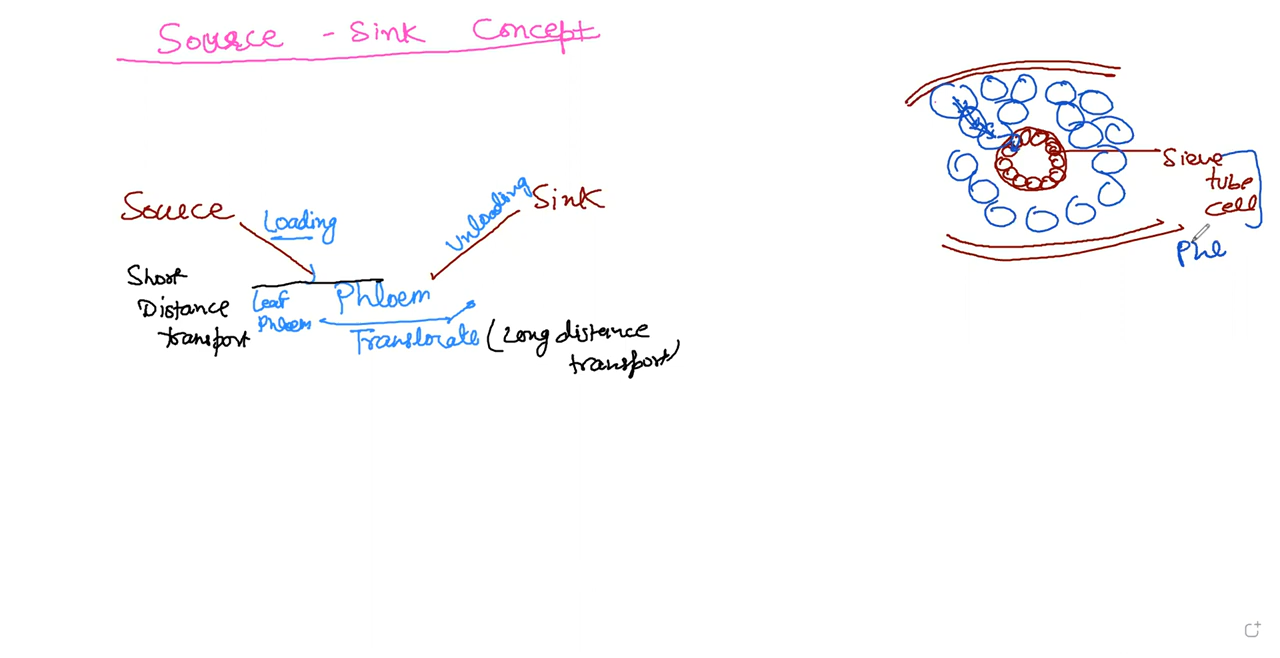 Source - Sink Concept
Source
Loading
Unloading
Sink
Short
Distance
transport
Leaf
Phloem
Phloem
Translocate (Long distance
transport)
Sieve
tube
cell
Phl